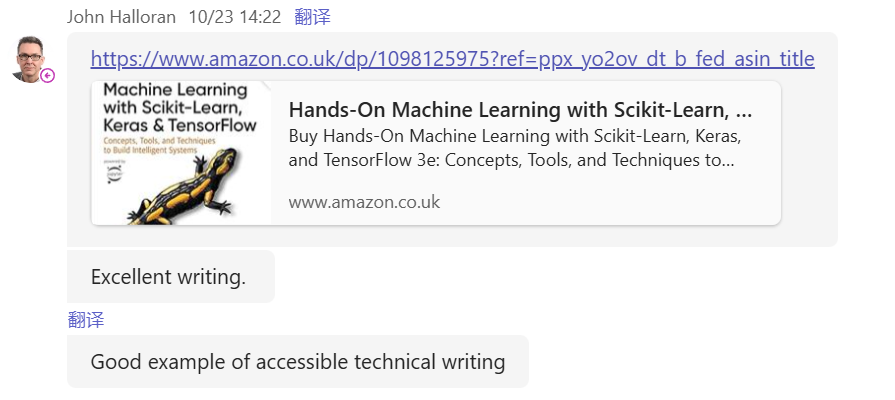 John Halloran 10/23 14:22 翻译
https://www.amazon.co.uk/dp/1098125975?ref=ppx_yo2ov_dt_b_fed_asin_title
Machine Learning
with Scikit-Learn,
Keras & TensorFlow
Concepts, Tools, and Techniques
to Build Intelligent Systems
powered by
jupyter
Hands-On Machine Learning with Scikit-Learn, ...
Buy Hands-On Machine Learning with Scikit-Learn, Keras,
and TensorFlow 3e: Concepts, Tools, and Techniques to...
www.amazon.co.uk
Excellent writing.
翻译
Good example of accessible technical writing